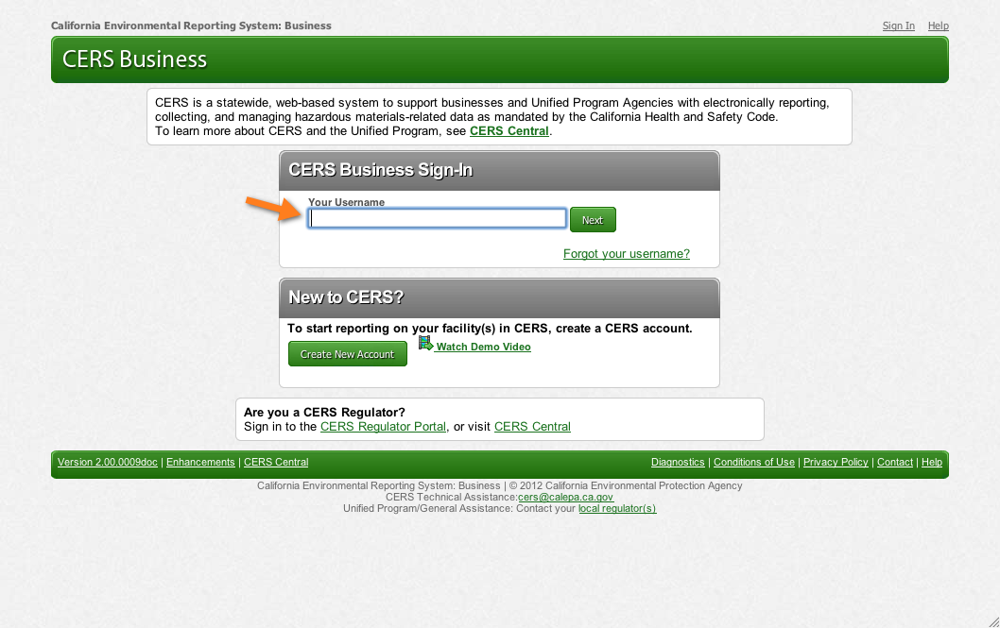 California Environmental Reporting System: Business
Sign In Help
CERS Business
CERS is a statewide, web-based system to support businesses and Unified Program Agencies with electronically reporting,
collecting, and managing hazardous materials-related data as mandated by the California Health and Safety Code.
To learn more about CERS and the Unified Program, see CERS Central.
CERS Business Sign-In
Your Username
Next
Forgot your username?
New to CERS?
To start reporting on your facility(s) in CERS, create a CERS account.
Create New Account Watch Demo Video
Are you a CERS Regulator?
Sign in to the CERS Regulator Portal, or visit CERS Central
Version 2.00.0009doc | Enhancements | CERS Central Diagnostics | Conditions of Use | Privacy Policy | Contact | Help
California Environmental Reporting System: Business | © 2012 California Environmental Protection Agency
CERS Technical Assistance:cers@calepa.ca.gov
Unified Program/General Assistance: Contact your local regulator(s)